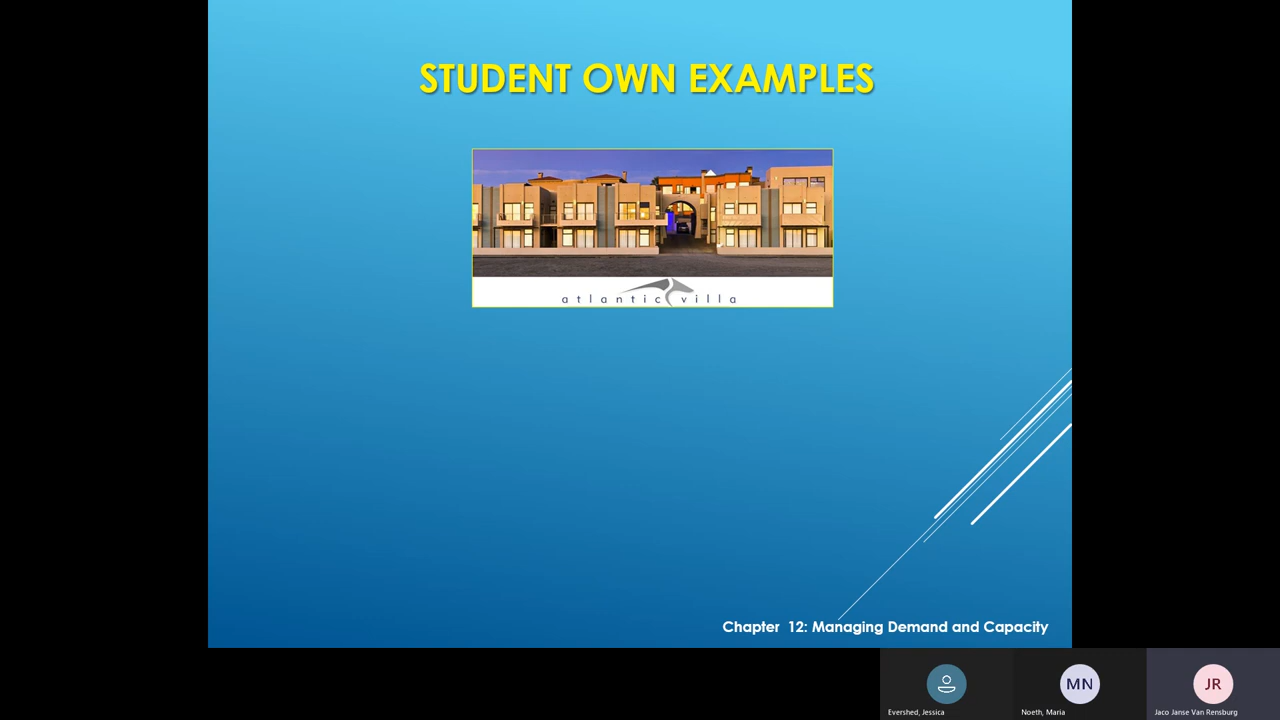 STUDENT OWN EXAMPLES
atlantic villa
Chapter 12: Managing Demand and Capacity
MN
JR
Evershed, Jessica
Noeth, Maria
Jaco Janse Van Rensburg